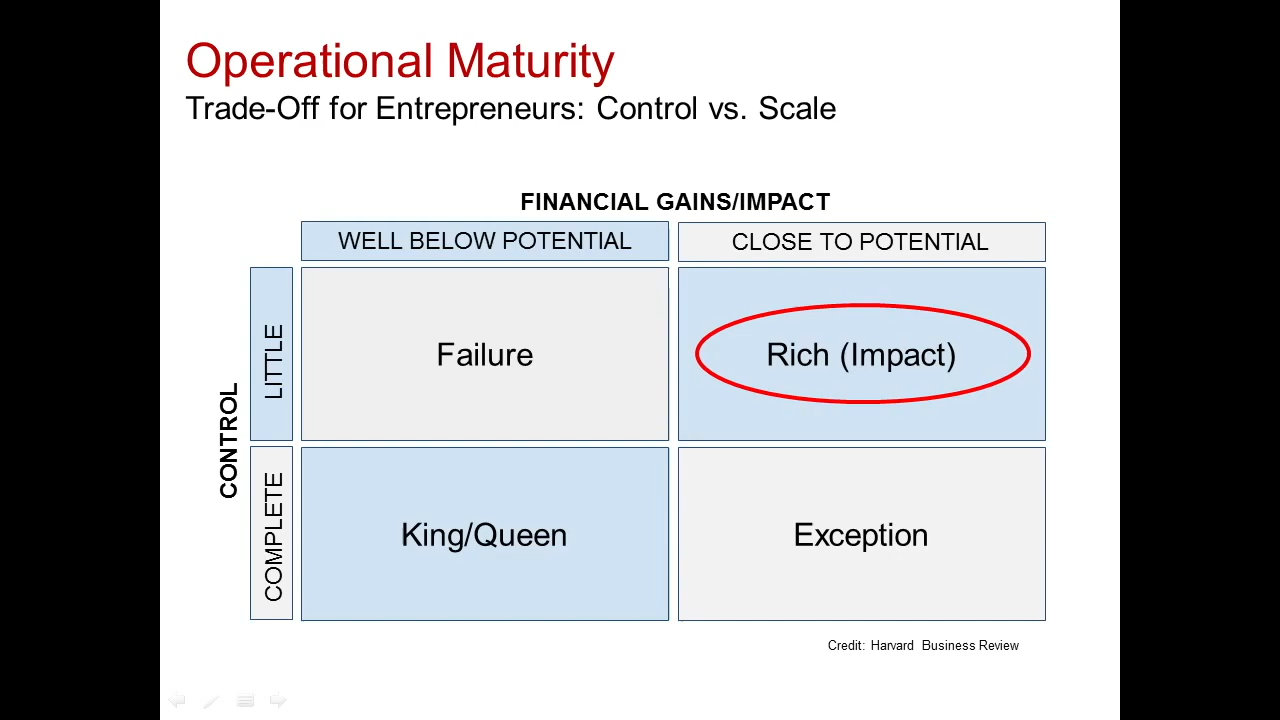 Operational Maturity
Trade-Off for Entrepreneurs: Control vs. Scale
FINANCIAL GAINS/IMPACT
WELL BELOW POTENTIAL
CLOSE TO POTENTIAL
CONTROL
LITTLE
Failure
Rich (Impact)
COMPLETE
King/Queen
Exception
Credit: Harvard Business Review